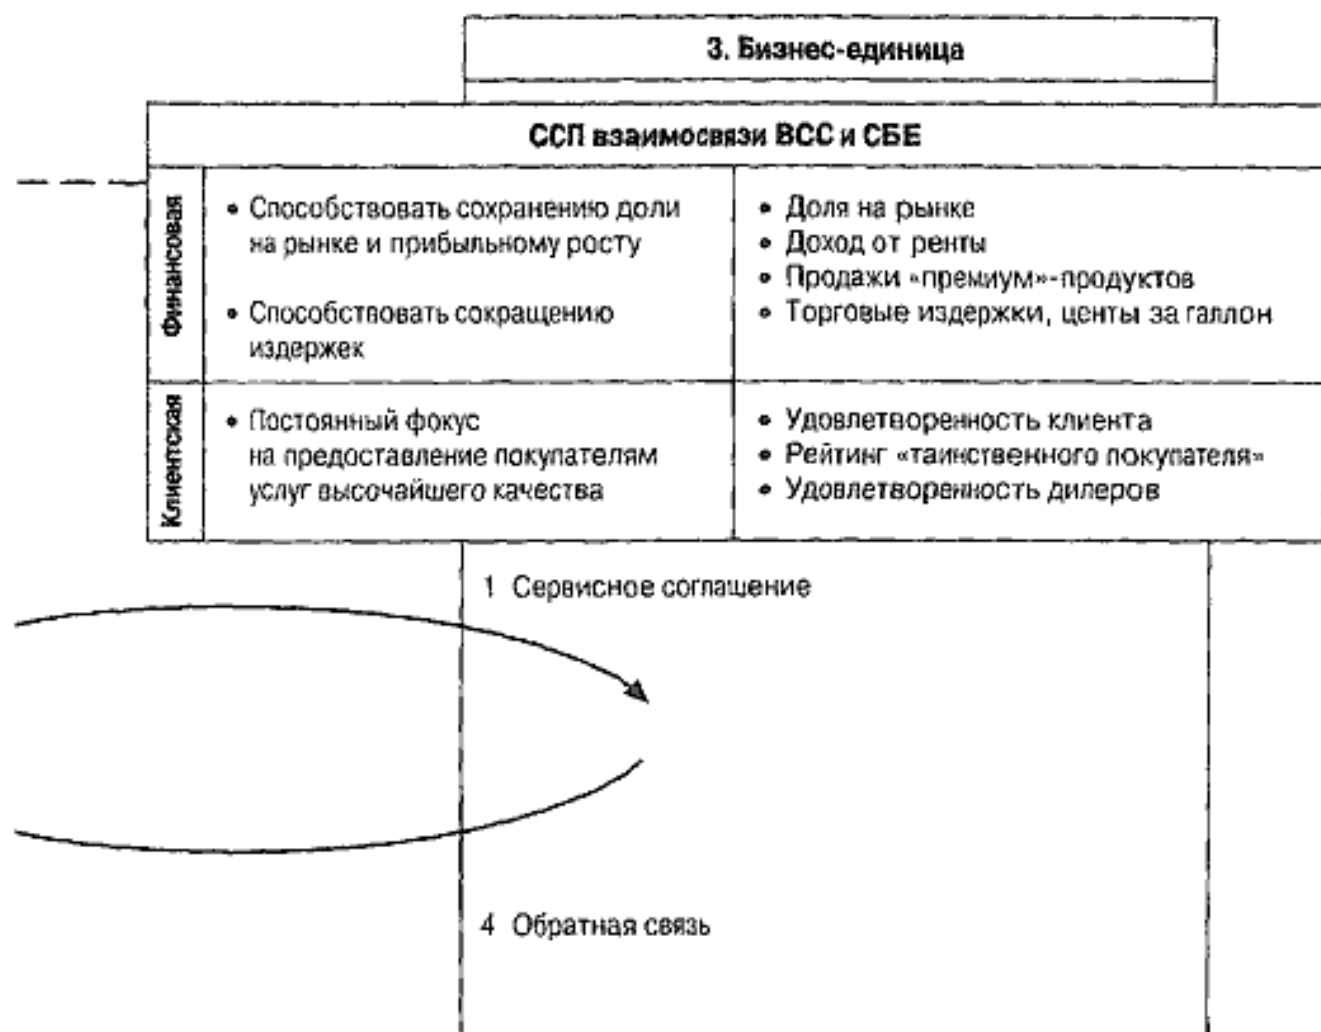 3. Бизнес-единица
ССП взаимосвязи ВСС и СБЕ
Финансовая
• Способствовать сохранению доли
на рынке и прибыльному росту
• Способствовать сокращению
издержек
• Доля на рынке
• Доход от ренты
• Продажи «премиум»-продуктов
• Торговые издержки, центы за галлон
Клиентская
• Постоянный фокус
на предоставление покупателям
услуг высочайшего качества
• Удовлетворенность клиента
• Рейтинг «таинственного покупателя»
• Удовлетворенность дилеров
1 Сервисное соглашение
4 Обратная связь